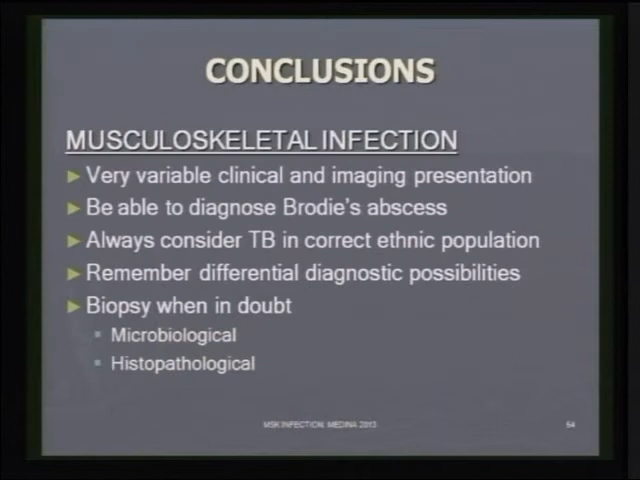 CONCLUSIONS
MUSCULOSKELETAL INFECTION
Very variable clinical and imaging presentation
Be able to diagnose Brodie's abscess
Always consider TB in correct ethnic population
Remember differential diagnostic possibilities
Biopsy when in doubt
Microbiological
Histopathological
MSK INFECTION: MEDINA 2013
54